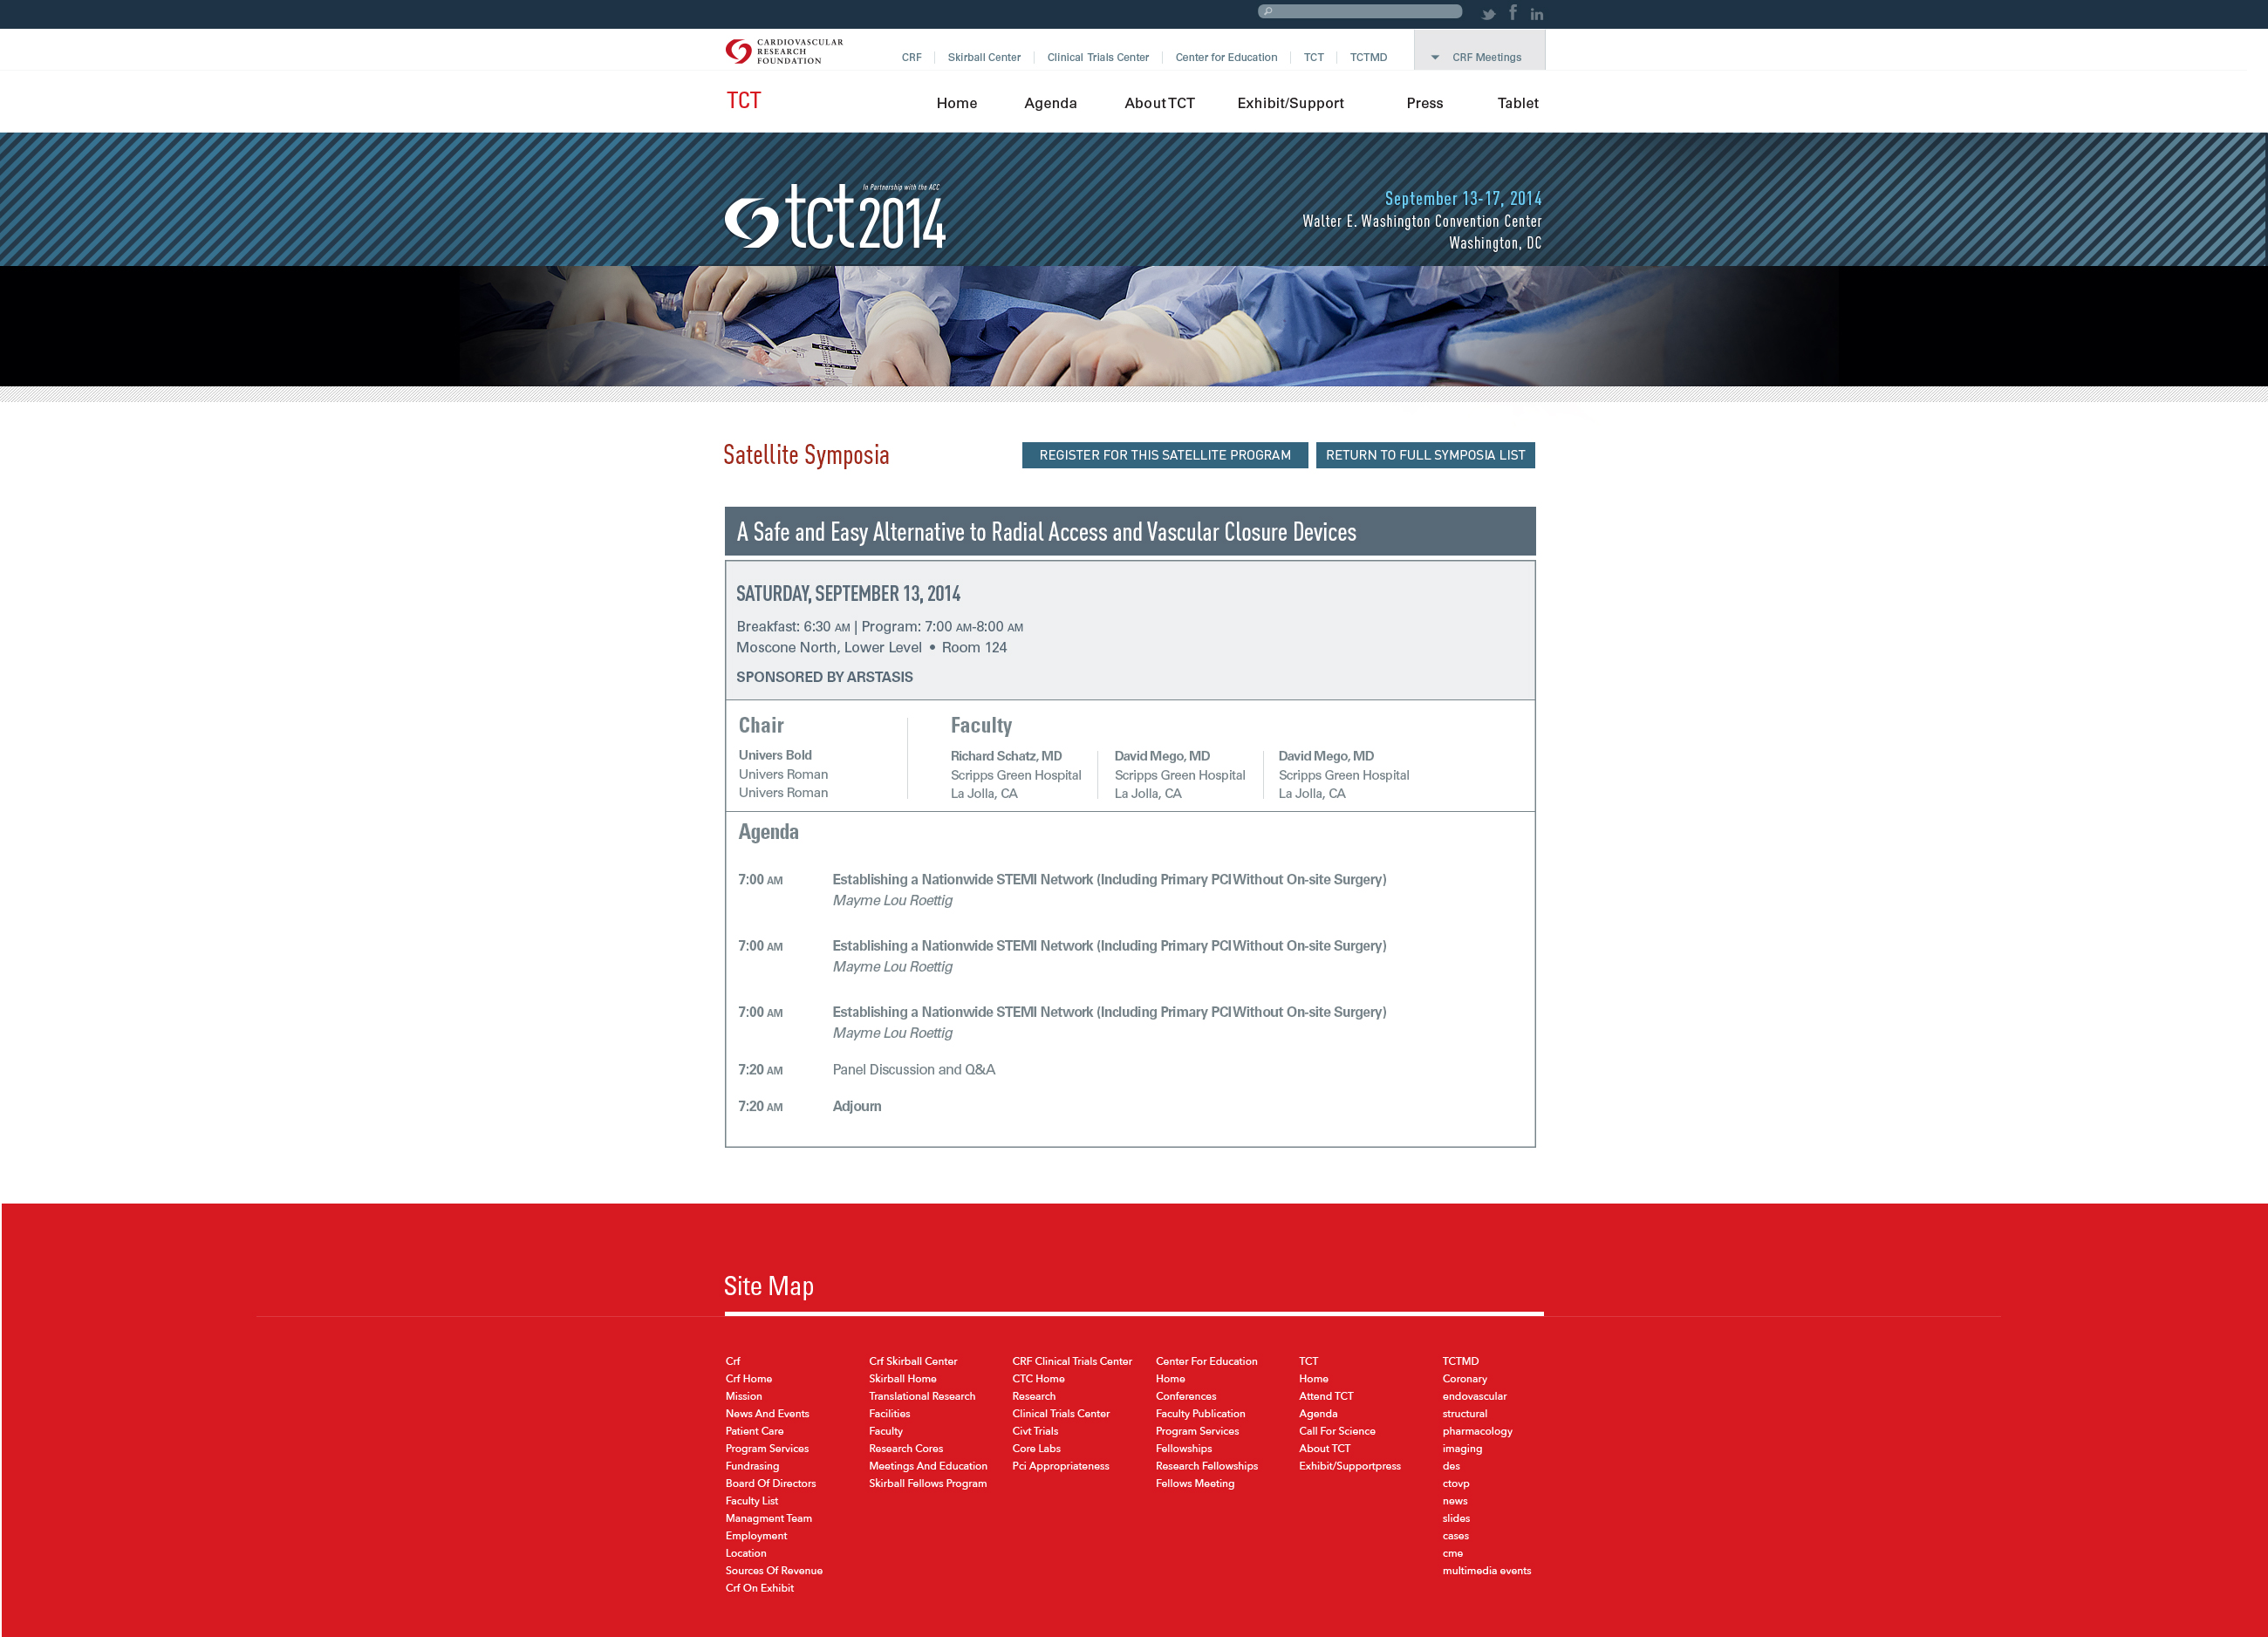 CARDIOVASCULAR
RESEARCH
FOUNDATION
CRF
Skirball Center
Clinical Trials Center
Center for Education
TCT
TCTMD
CRF Meetings
TCT
Home
Agenda
About TCT
Exhibit/Support
Press
Tablet
In Partnership with the ACC
tct2014
September 13-17, 2014
Walter E. Washington Convention Center
Washington, DC
Satellite Symposia
REGISTER FOR THIS SATELLITE PROGRAM
RETURN TO FULL SYMPOSIA LIST
A Safe and Easy Alternative to Radial Access and Vascular Closure Devices
SATURDAY, SEPTEMBER 13, 2014
Breakfast: 6:30 AM | Program: 7:00 AM-8:00 AM
Moscone North, Lower Level • Room 124
SPONSORED BY ARSTASIS
Chair
Univers Bold
Univers Roman
Univers Roman
Faculty
Richard Schatz, MD
Scripps Green Hospital
La Jolla, CA
David Mego, MD
Scripps Green Hospital
La Jolla, CA
David Mego, MD
Scripps Green Hospital
La Jolla, CA
Agenda
7:00 AM Establishing a Nationwide STEMI Network (Including Primary PCI Without On-site Surgery)
Mayme Lou Roettig
7:00 AM Establishing a Nationwide STEMI Network (Including Primary PCI Without On-site Surgery)
Mayme Lou Roettig
7:00 AM Establishing a Nationwide STEMI Network (Including Primary PCI Without On-site Surgery)
Mayme Lou Roettig
7:20 AM Panel Discussion and Q&A
7:20 AM Adjourn
Site Map
Crf
Crf Home
Mission
News And Events
Patient Care
Program Services
Fundrasing
Board Of Directors
Faculty List
Managment Team
Employment
Location
Sources Of Revenue
Crf On Exhibit
Crf Skirball Center
Skirball Home
Translational Research
Facilities
Faculty
Research Cores
Meetings And Education
Skirball Fellows Program
CRF Clinical Trials Center
CTC Home
Research
Clinical Trials Center
Civt Trials
Core Labs
Pci Appropriateness
Center For Education
Home
Conferences
Faculty Publication
Program Services
Fellowships
Research Fellowships
Fellows Meeting
TCT
Home
Attend TCT
Agenda
Call For Science
About TCT
Exhibit/Supportpress
TCTMD
Coronary
endovascular
structural
pharmacology
imaging
des
ctovp
news
slides
cases
cme
multimedia events